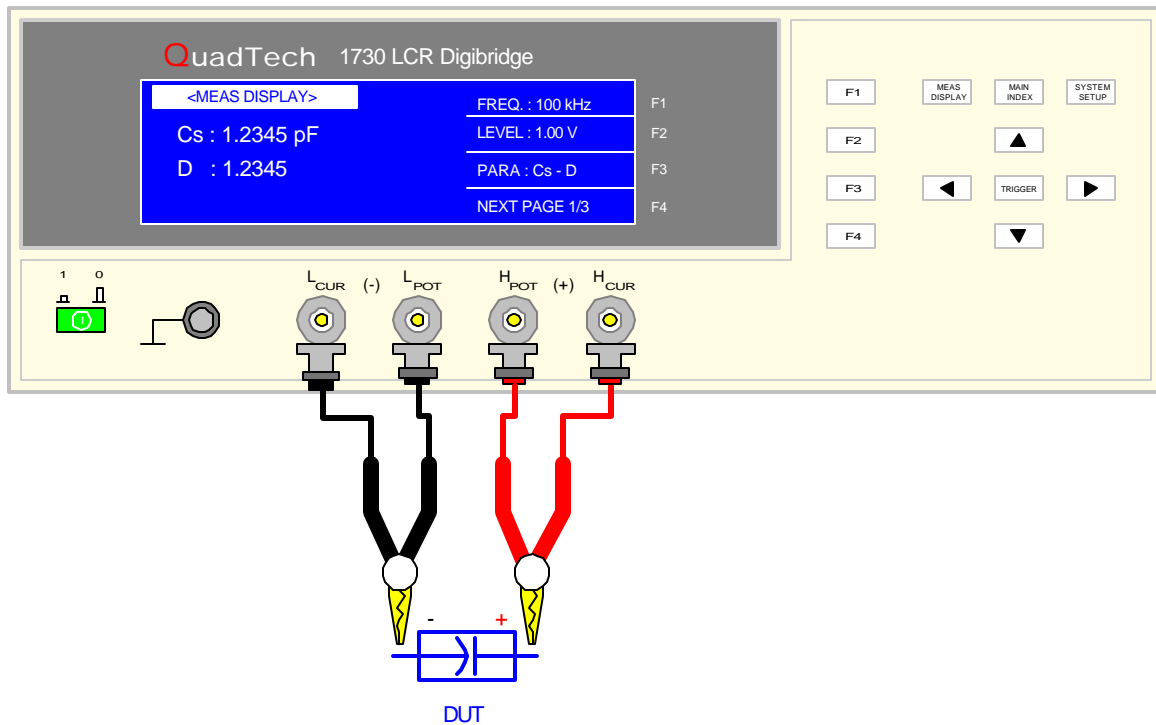 QuadTech 1730 LCR Digibridge
<MEAS DISPLAY>
Cs : 1.2345 pF
D : 1.2345
FREQ. : 100 kHz
LEVEL : 1.00 V
PARA : Cs - D
NEXT PAGE 1/3
F1
F2
F3
F4
F1
F2
F3
F4
MEAS DISPLAY
MAIN INDEX
SYSTEM SETUP
TRIGGER
1 0
LCUR (-) LPOT HPOT (+) HCUR
- +
DUT